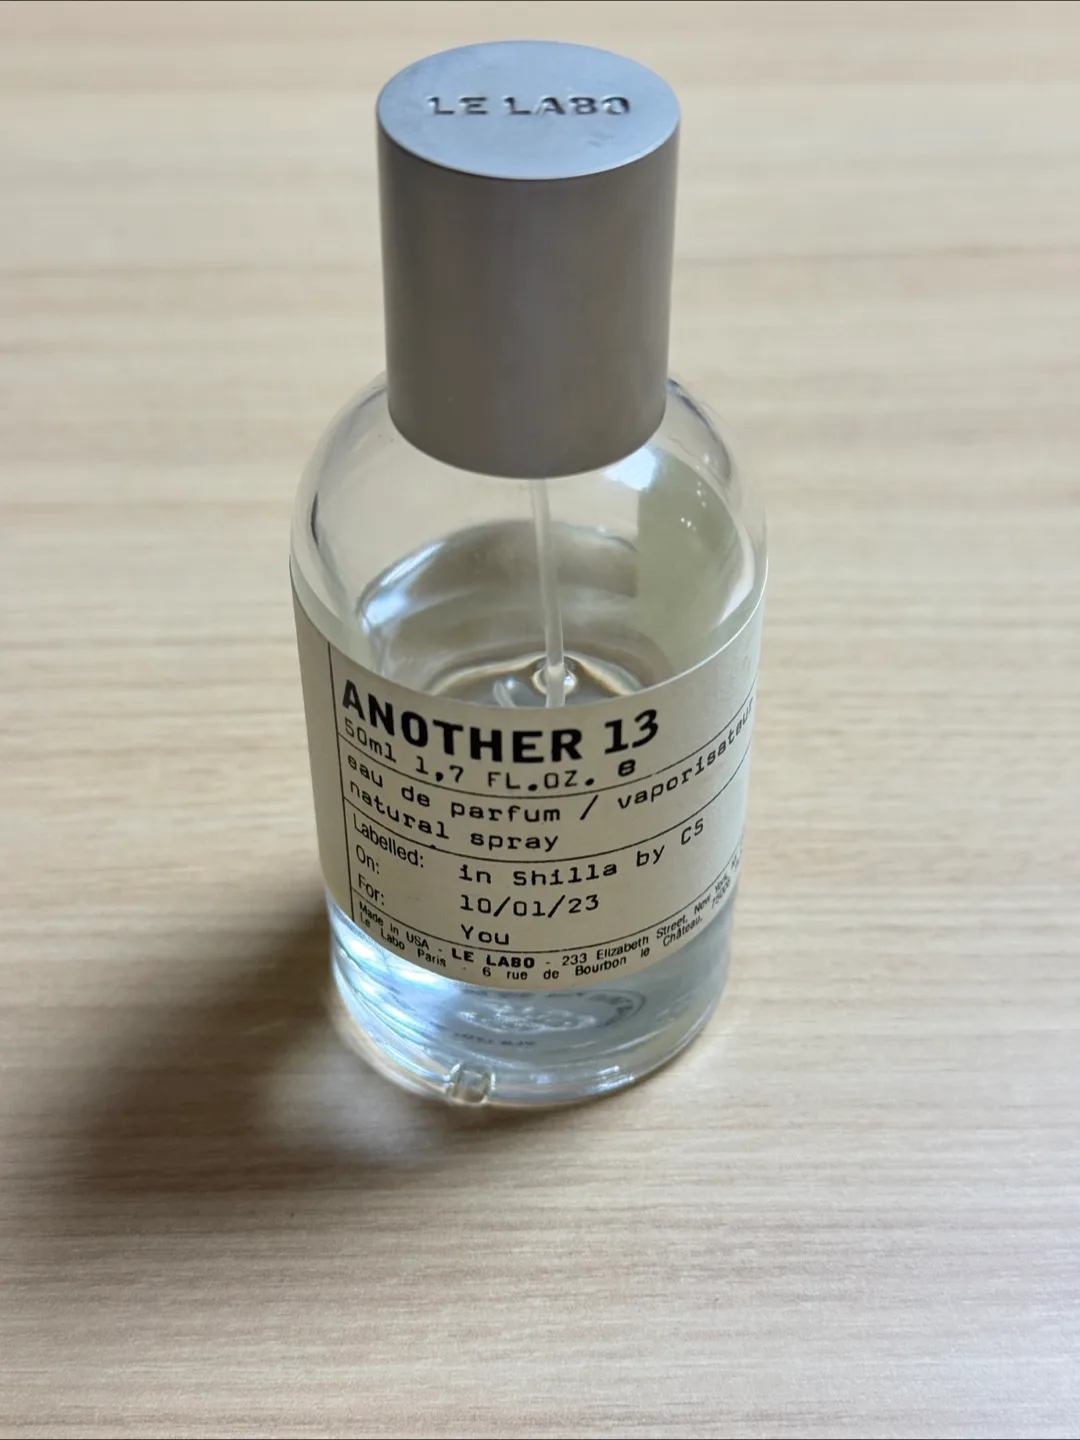 LE LABO
ANOTHER 13
50ml 1,7 FL.OZ. e
eau de parfum / vaporisateur
natural spray
Labelled: in Shilla by CS
On: 10/01/23
For: You
Made in USA - LE LABO - 233 Elizabeth Street, New York,
Le Labo Paris - 6 rue de Bourbon le Château, 75006